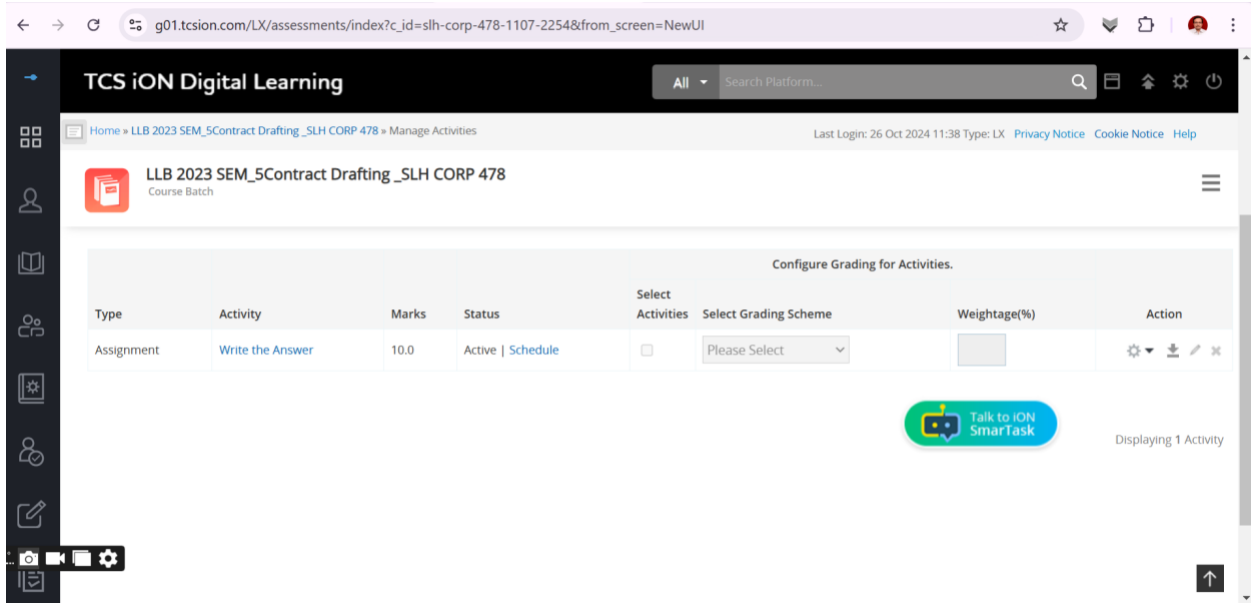 g01.tcsion.com/LX/assessments/index?c_id=slh-corp-478-1107-2254&from_screen=NewUI
TCS iON Digital Learning
All
Search Platform...
Home » LLB 2023 SEM_5Contract Drafting _SLH CORP 478 » Manage Activities
Last Login: 26 Oct 2024 11:38 Type: LX Privacy Notice Cookie Notice Help
LLB 2023 SEM_5Contract Drafting _SLH CORP 478
Course Batch
Configure Grading for Activities.
Type Activity Marks Status Select Activities Select Grading Scheme Weightage(%) Action
Assignment Write the Answer 10.0 Active | Schedule Please Select
Talk to iON
SmarTask
Displaying 1 Activity